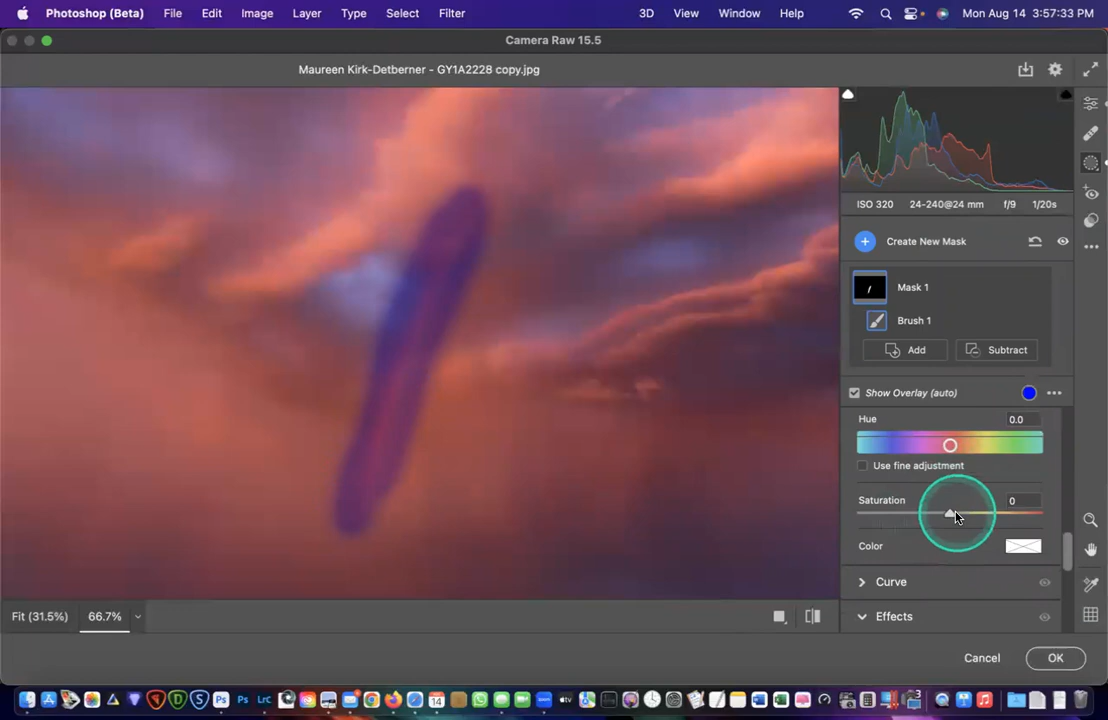 Photoshop (Beta) File Edit Image Layer Type Select Filter 3D View Window Help Mon Aug 14 3:57:33 PM
Camera Raw 15.5
Maureen Kirk-Detberner - GY1A2228 copy.jpg
ISO 320 24-240@24 mm f/9 1/20s
Create New Mask
Mask 1
Brush 1
Add Subtract
Show Overlay (auto)
Hue 0.0
Use fine adjustment
Saturation 0
Color
Curve
Effects
Fit (31.5%) 66.7%
Cancel OK